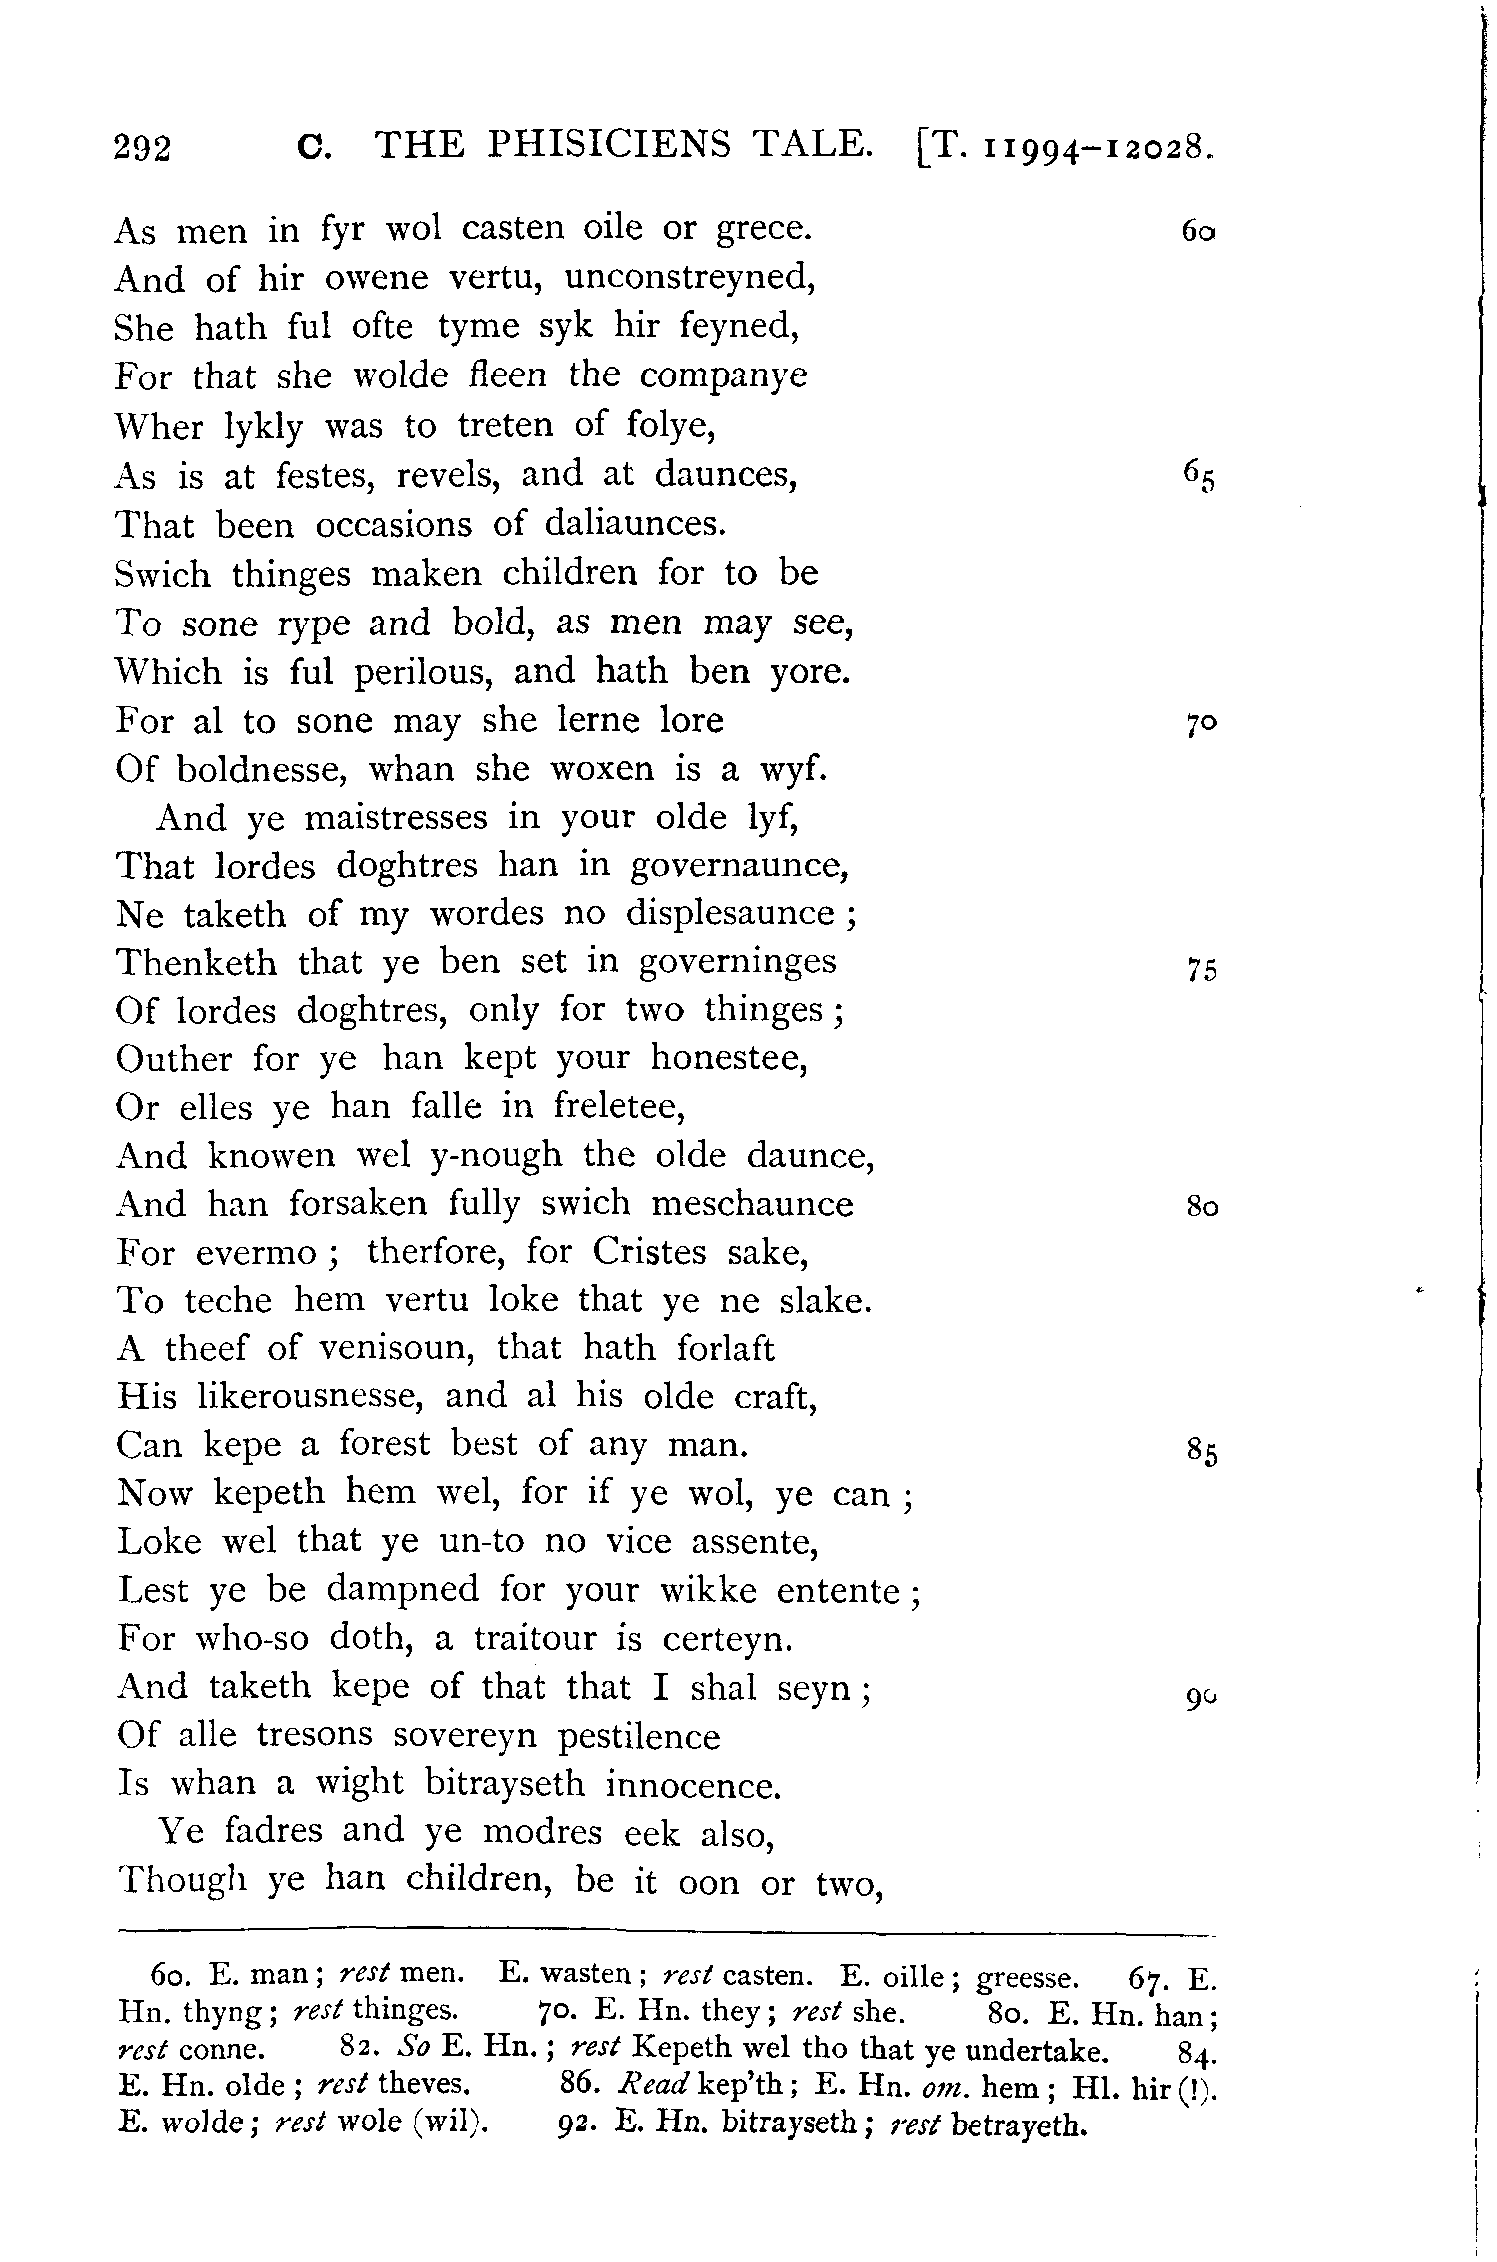 292 C. THE PHISICIENS TALE. [T. 11994–12028.
As men in fyr wol casten oile or grece. 60
And of hir owene vertu, unconstreyned,
She hath ful ofte tyme syk hir feyned,
For that she wolde fleen the companye
Wher lykly was to treten of folye,
As is at festes, revels, and at daunces, 65
That been occasions of daliaunces.
Swich thinges maken children for to be
To sone rype and bold, as men may see,
Which is ful perilous, and hath ben yore.
For al to sone may she lerne lore 70
Of boldnesse, whan she woxen is a wyf.
And ye maistresses in your olde lyf,
That lordes doghtres han in governaunce,
Ne taketh of my wordes no displesaunce ;
Thenketh that ye ben set in governinges 75
Of lordes doghtres, only for two thinges ;
Outher for ye han kept your honestee,
Or elles ye han falle in freletee,
And knowen wel y-nough the olde daunce,
And han forsaken fully swich meschaunce 80
For evermo ; therfore, for Cristes sake,
To teche hem vertu loke that ye ne slake.
A theef of venisoun, that hath forlaft
His likerousnesse, and al his olde craft,
Can kepe a forest best of any man. 85
Now kepeth hem wel, for if ye wol, ye can ;
Loke wel that ye un-to no vice assente,
Lest ye be dampned for your wikke entente ;
For who-so doth, a traitour is certeyn.
And taketh kepe of that that I shal seyn ; 90
Of alle tresons sovereyn pestilence
Is whan a wight bitrayseth innocence.
Ye fadres and ye modres eek also,
Though ye han children, be it oon or two,
60. E. man ; rest men. E. wasten ; rest casten. E. oille ; greesse. 67. E.
Hn. thyng ; rest thinges. 70. E. Hn. they ; rest she. 80. E. Hn. han ;
rest conne. 82. So E. Hn. ; rest Kepeth wel tho that ye undertake. 84.
E. Hn. olde ; rest theves. 86. Read kep'th ; E. Hn. om. hem ; Hl. hir (!).
E. wolde ; rest wole (wil). 92. E. Hn. bitrayseth ; rest betrayeth.